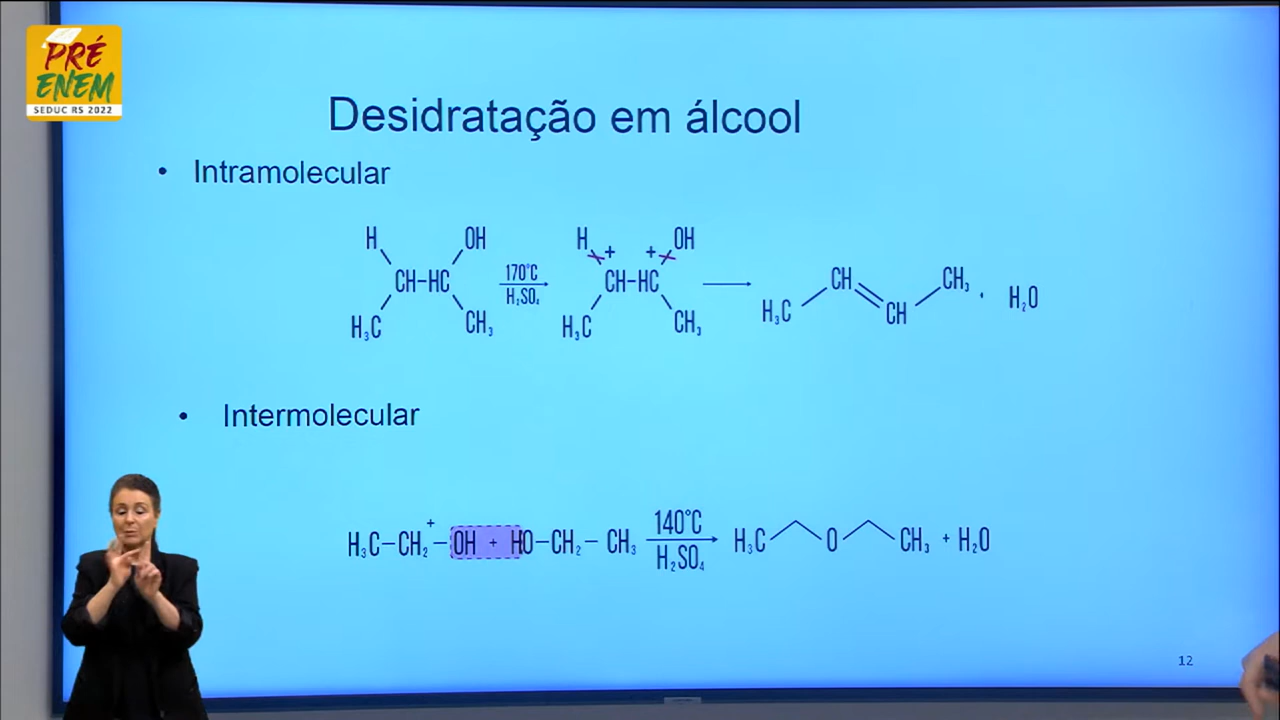 PRÉ
ENEM
SEDUC RS 2022
Desidratação em álcool
• Intramolecular
H OH H + + OH
CH-HC 170°C CH-HC CH CH₃ + H₂O
H₂SO₄ H₃C CH
H₃C CH₃ H₃C CH₃
• Intermolecular
+ 140°C
H₃C-CH₂-OH + HO-CH₂-CH₃ H₃C O CH₃ + H₂O
H₂SO₄
12